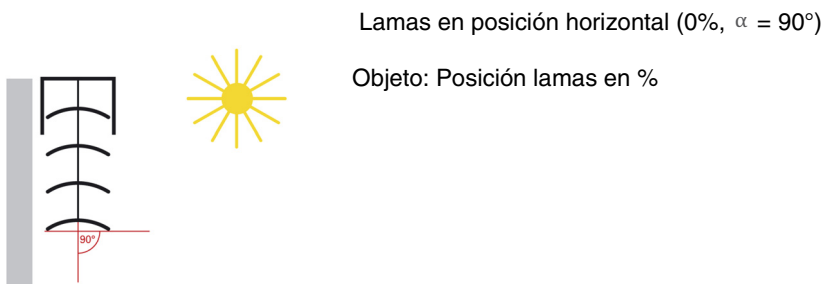 Lamas en posición horizontal (0%, α = 90°)
Objeto: Posición lamas en %
90°